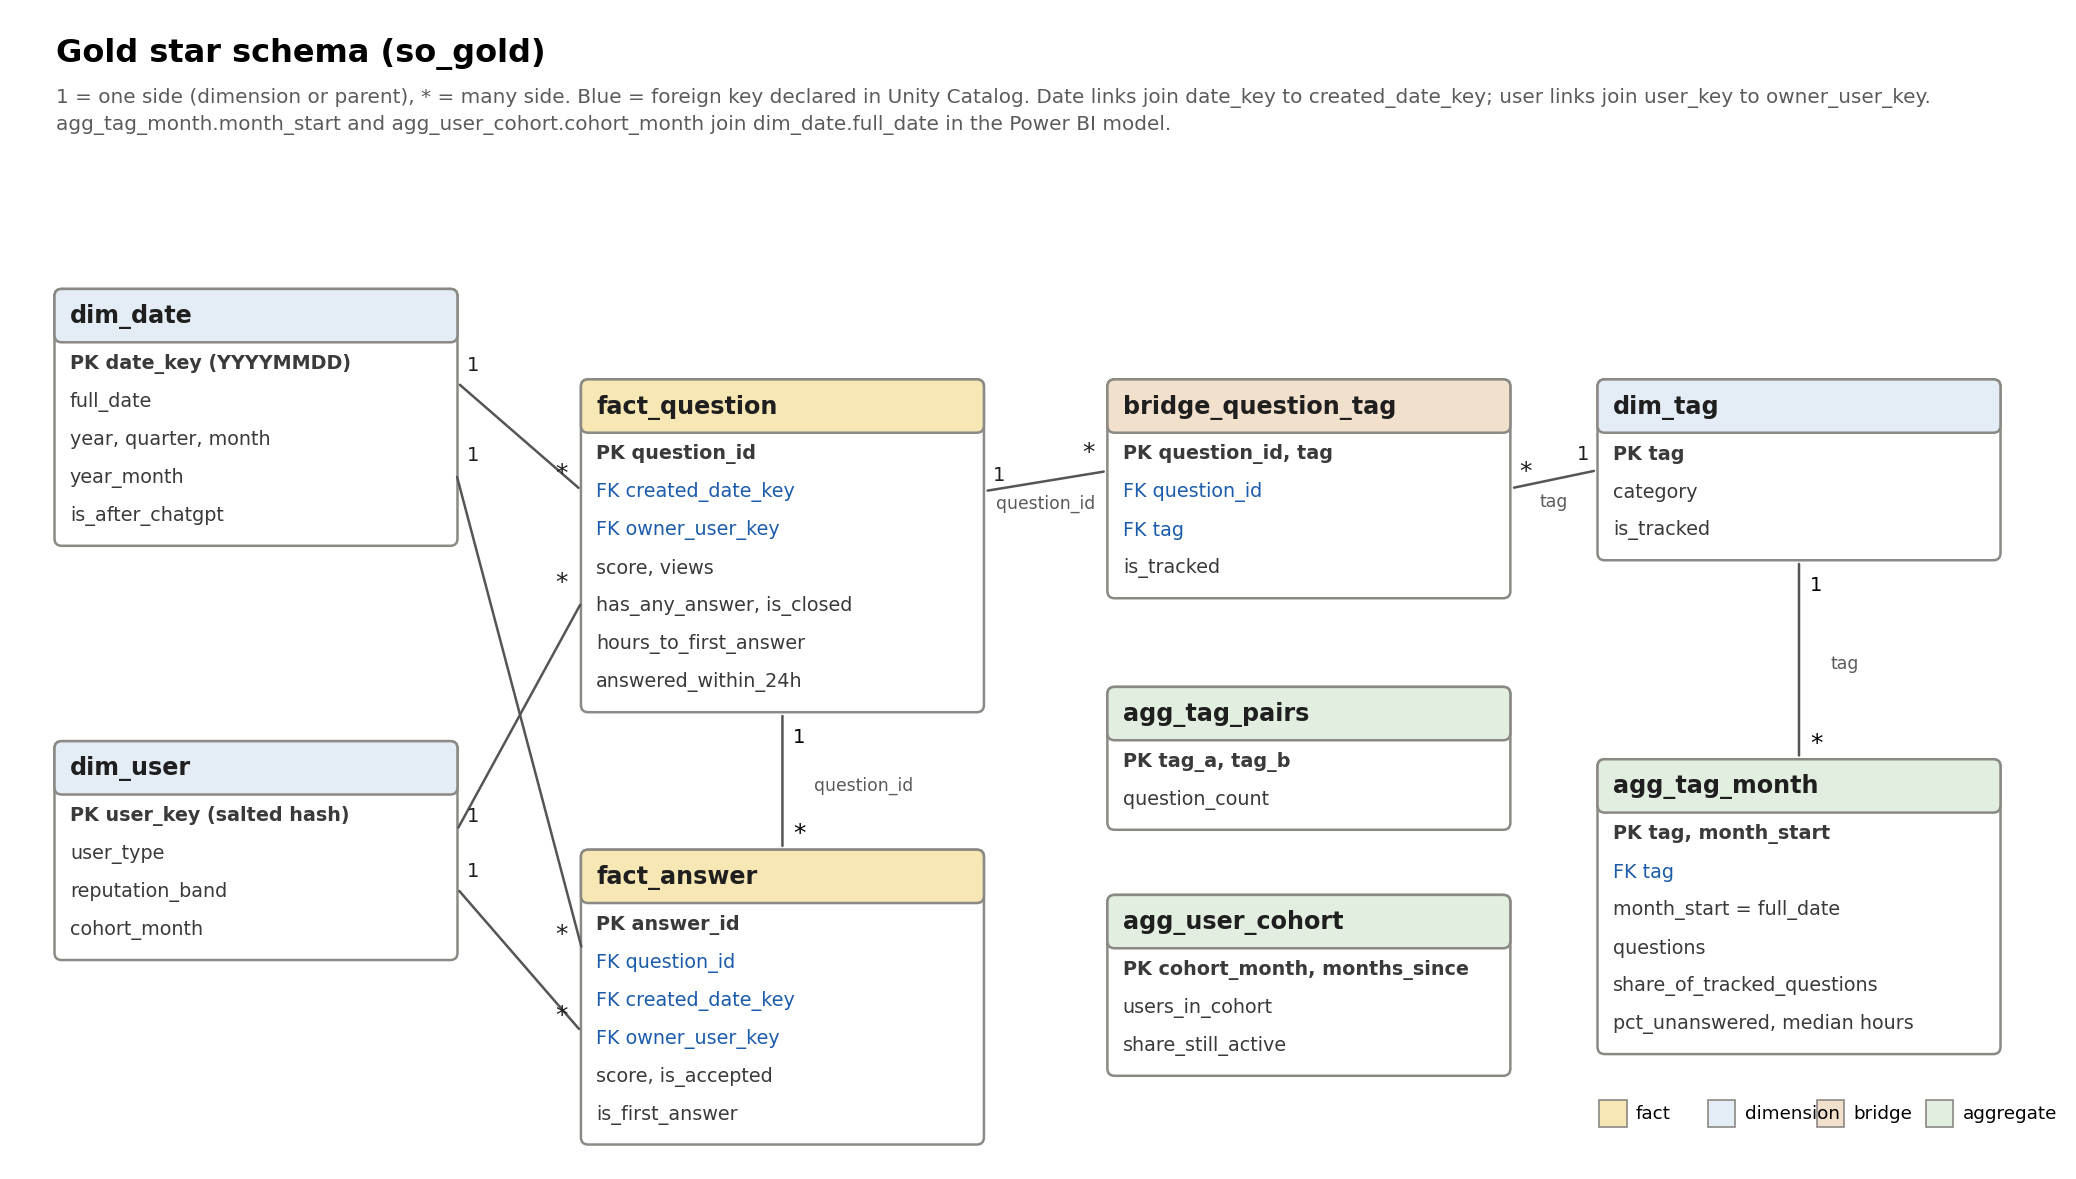 Gold star schema (so_gold)
1 = one side (dimension or parent), * = many side. Blue = foreign key declared in Unity Catalog. Date links join date_key to created_date_key; user links join user_key to owner_user_key.
agg_tag_month.month_start and agg_user_cohort.cohort_month join dim_date.full_date in the Power BI model.
dim_date
PK date_key (YYYYMMDD)
full_date
year, quarter, month
year_month
is_after_chatgpt
1
1
*
*
fact_question
PK question_id
FK created_date_key
FK owner_user_key
score, views
has_any_answer, is_closed
hours_to_first_answer
answered_within_24h
1
*
question_id
bridge_question_tag
PK question_id, tag
FK question_id
FK tag
is_tracked
*
1
tag
dim_tag
PK tag
category
is_tracked
1
tag
*
dim_user
PK user_key (salted hash)
user_type
reputation_band
cohort_month
1
1
*
*
1
question_id
*
fact_answer
PK answer_id
FK question_id
FK created_date_key
FK owner_user_key
score, is_accepted
is_first_answer
agg_tag_pairs
PK tag_a, tag_b
question_count
agg_user_cohort
PK cohort_month, months_since
users_in_cohort
share_still_active
agg_tag_month
PK tag, month_start
FK tag
month_start = full_date
questions
share_of_tracked_questions
pct_unanswered, median hours
fact
dimension
bridge
aggregate